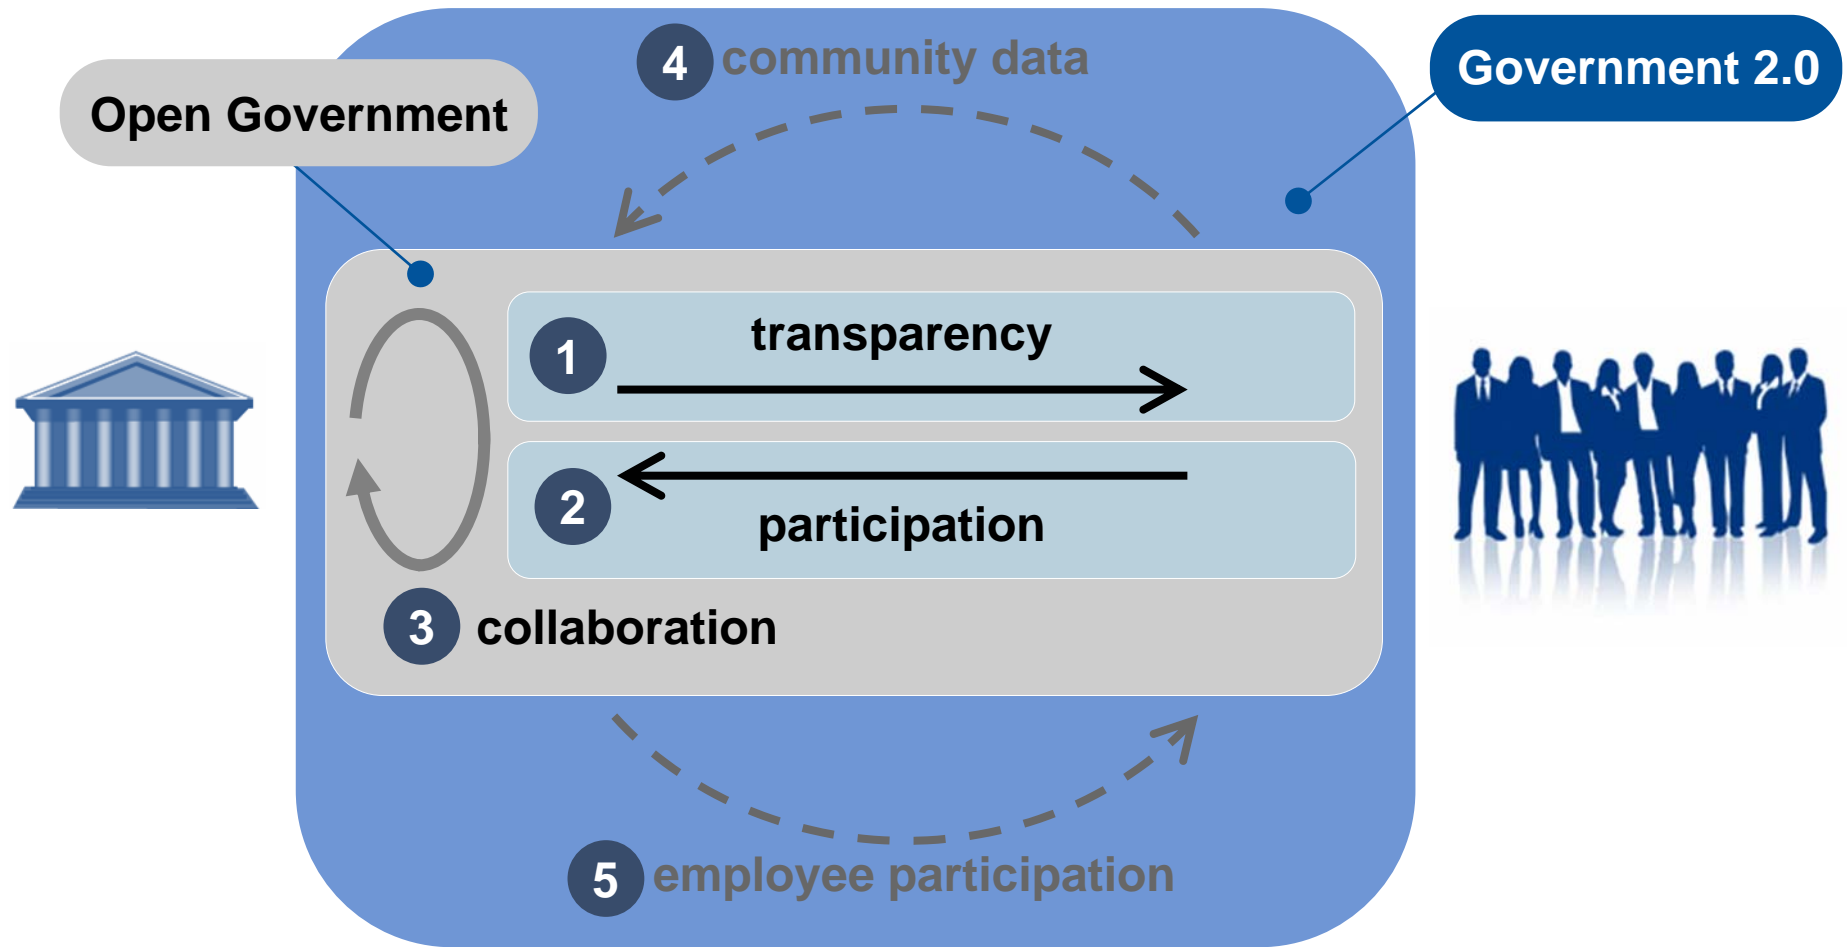 4 community data
Government 2.0
Open Government
1 transparency
2 participation
3 collaboration
5 employee participation